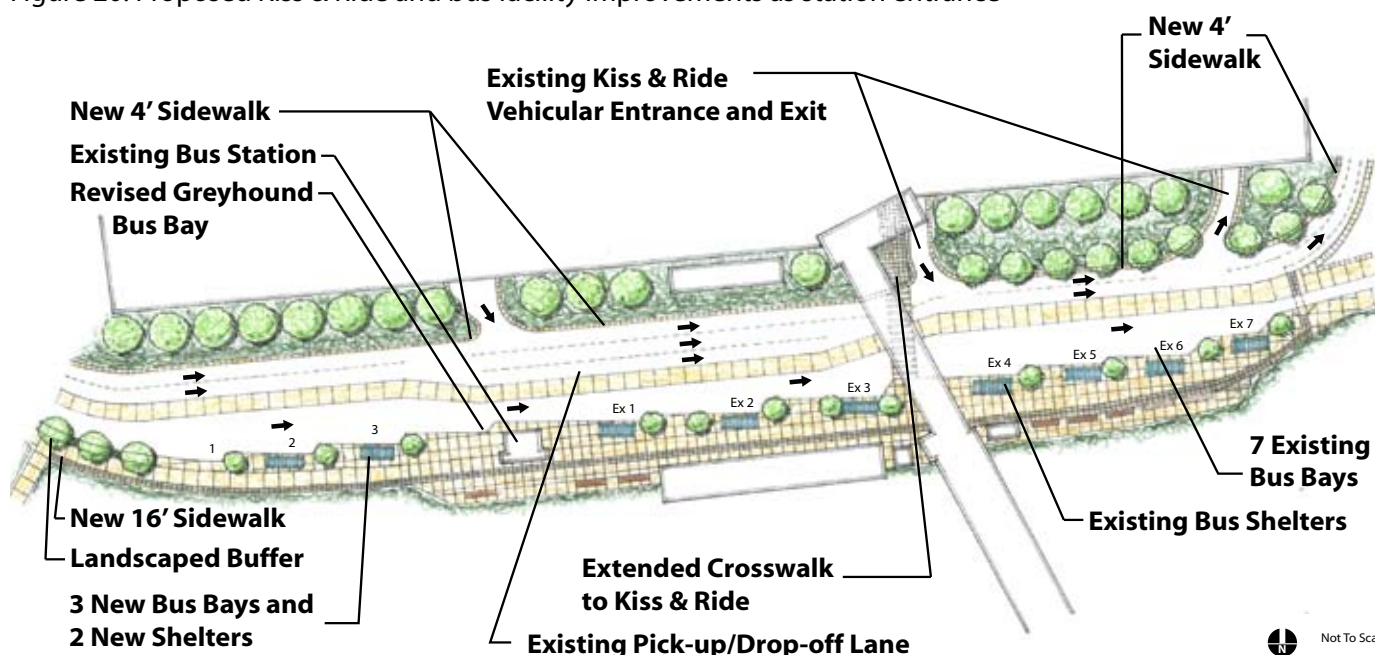 Figure 20: Proposed Kiss & Ride and bus facility improvements as station entrance
New 4’
Sidewalk
Existing Kiss & Ride
Vehicular Entrance and Exit
New 4’ Sidewalk
Existing Bus Station
Revised Greyhound
Bus Bay
Ex 7
Ex 6
Ex 5
Ex 4
Ex 3
Ex 2
Ex 1
3
2
1
7 Existing
Bus Bays
New 16’ Sidewalk
Existing Bus Shelters
Landscaped Buffer
Extended Crosswalk
to Kiss & Ride
3 New Bus Bays and
2 New Shelters
Existing Pick-up/Drop-off Lane
N
Not To Sca